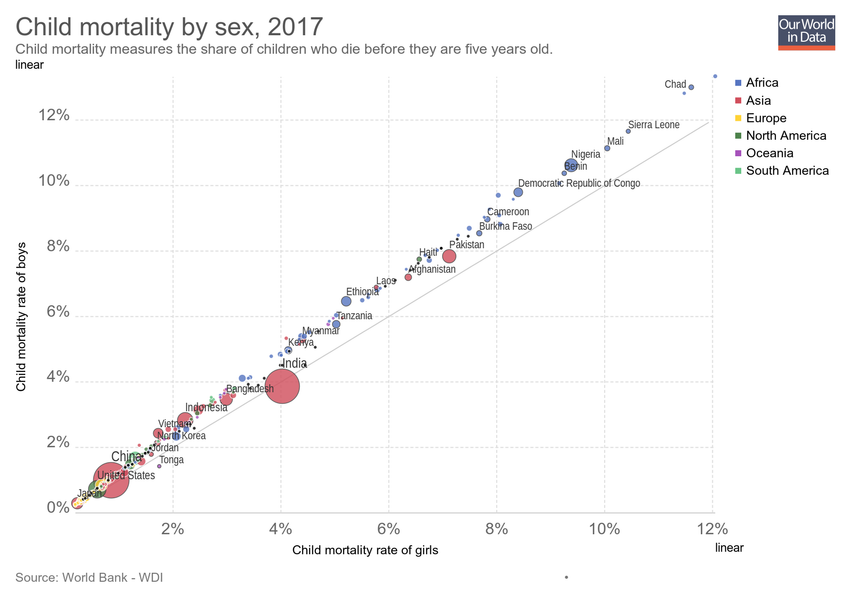 Child mortality by sex, 2017
Child mortality measures the share of children who die before they are five years old.
linear
Our World
in Data
Africa
Asia
Europe
North America
Oceania
South America
Chad
12%
Sierra Leone
Mali
Nigeria
Benin
10%
Democratic Republic of Congo
Cameroon
Burkina Faso
8%
Pakistan
Haiti
Afghanistan
Laos
Ethiopia
6%
Tanzania
Myanmar
Kenya
India
4%
Bangladesh
Indonesia
Vietnam
North Korea
2%
Jordan
China
Tonga
United States
Japan
0%
Child mortality rate of boys
2%
4%
6%
8%
10%
12%
Child mortality rate of girls
linear
Source: World Bank - WDI